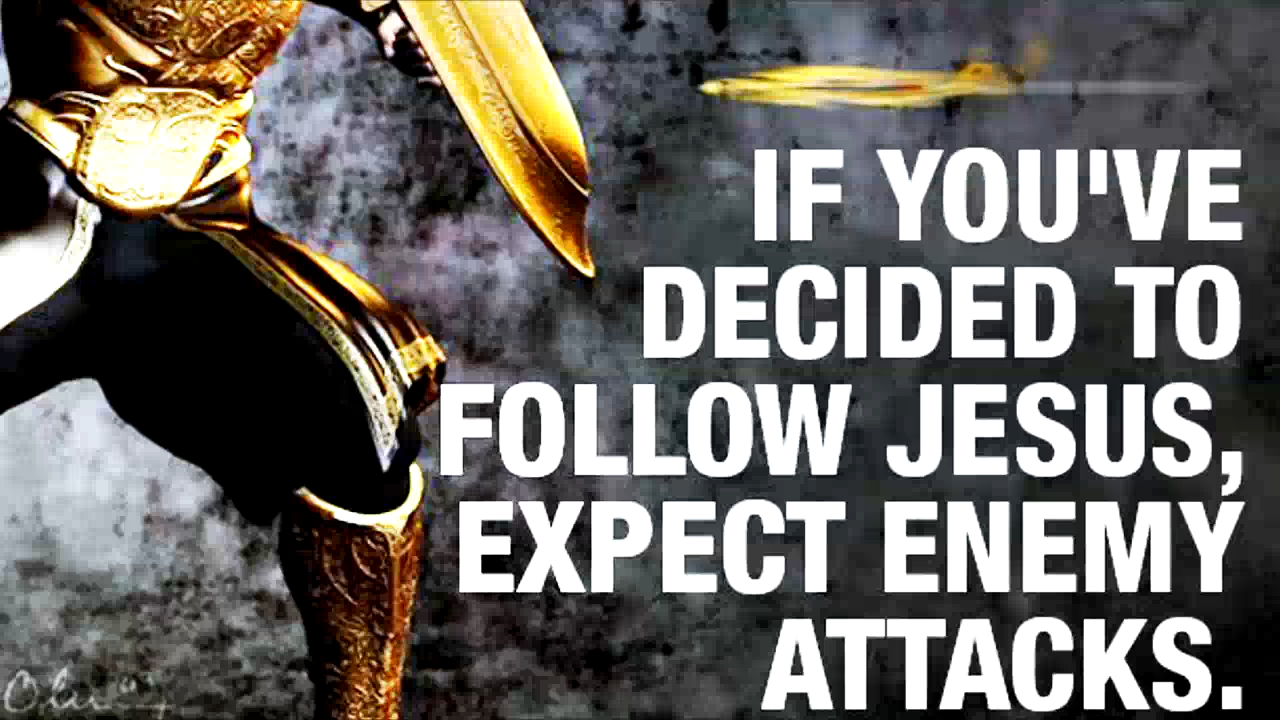 IF YOU'VE
DECIDED TO
FOLLOW JESUS,
EXPECT ENEMY
ATTACKS.